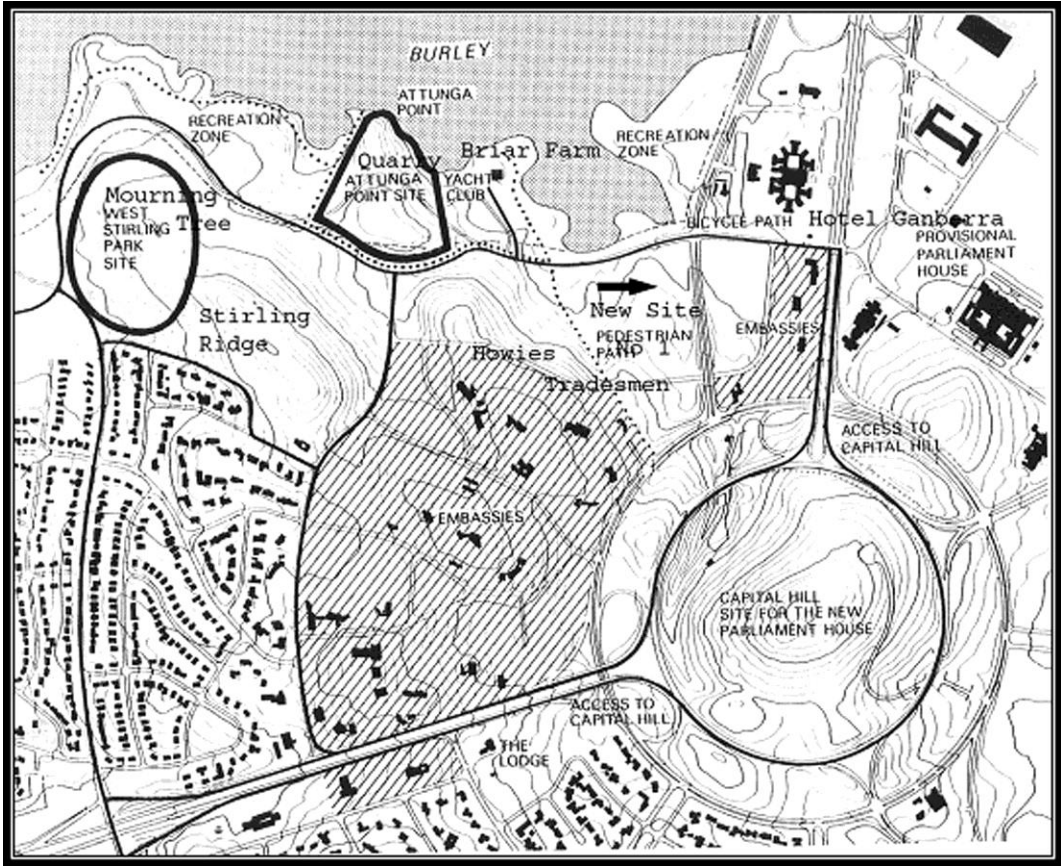 BURLEY
ATTUNGA
POINT
RECREATION
ZONE
RECREATION
ZONE
Quarry
Briar Farm
ATTUNGA
POINT SITE
YACHT
CLUB
Mourning
Tree
WEST
STIRLING
PARK
SITE
BICYCLE PATH
Hotel Canberra
PROVISIONAL
PARLIAMENT
HOUSE
Stirling
Ridge
New Site
No 1
PEDESTRIAN
PATH
EMBASSIES
Howies
Tradesmen
ACCESS TO
CAPITAL HILL
EMBASSIES
CAPITAL HILL
SITE FOR THE NEW
PARLIAMENT HOUSE
ACCESS TO
CAPITAL HILL
THE
LODGE